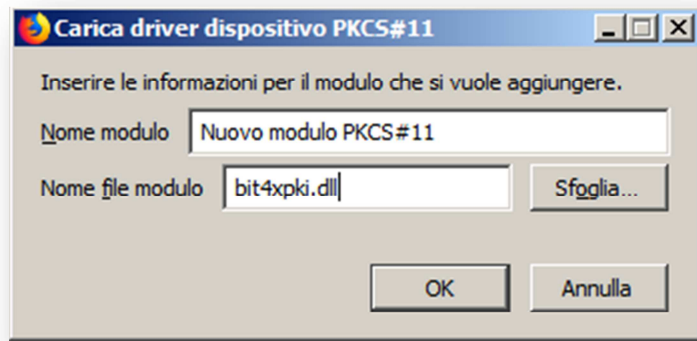 Carica driver dispositivo PKCS#11
Inserire le informazioni per il modulo che si vuole aggiungere.
Nome modulo Nuovo modulo PKCS#11
Nome file modulo bit4xpki.dll Sfoglia...
OK Annulla